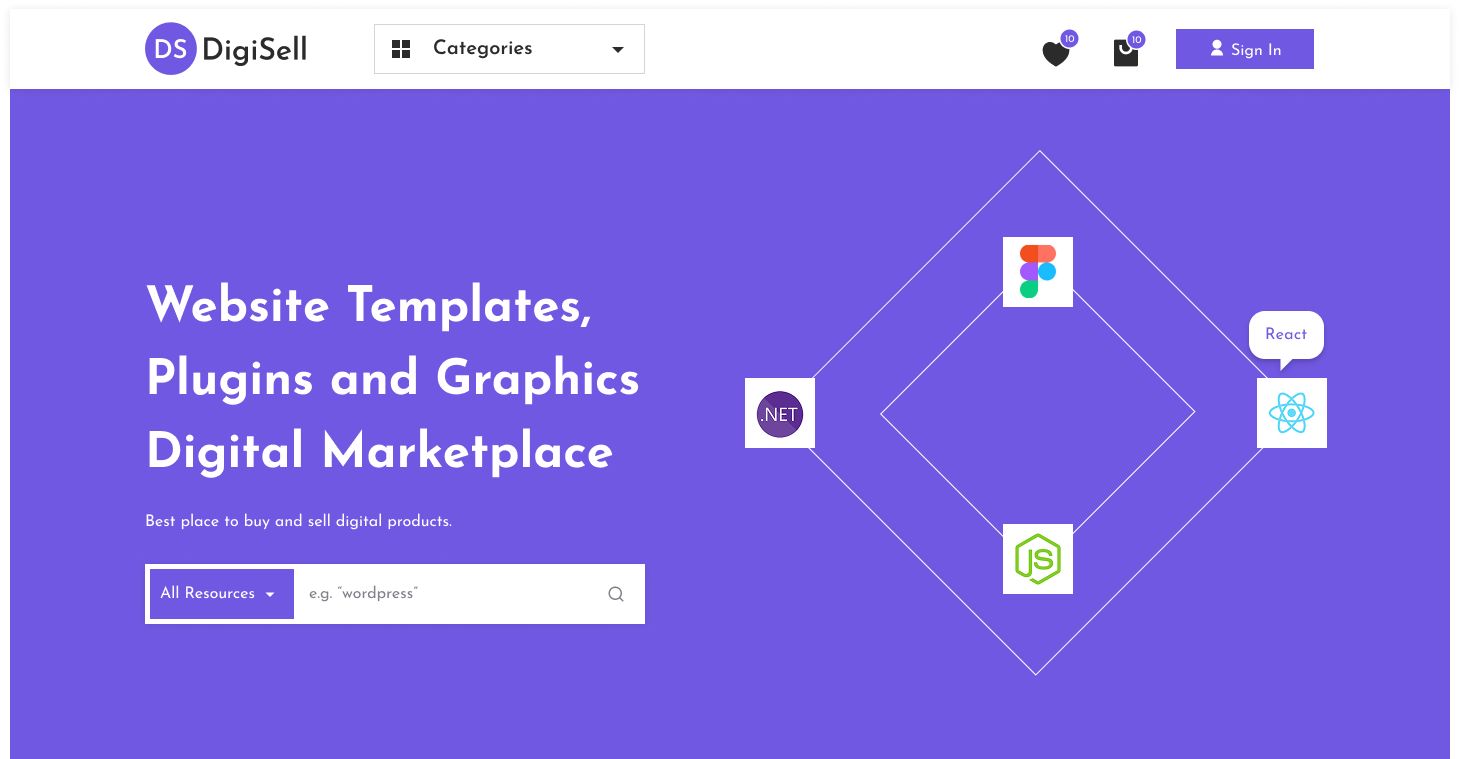 DS DigiSell
Categories
10
10
Sign In
Website Templates,
Plugins and Graphics
Digital Marketplace
Best place to buy and sell digital products.
All Resources
e.g. “wordpress”
React
.NET
JS